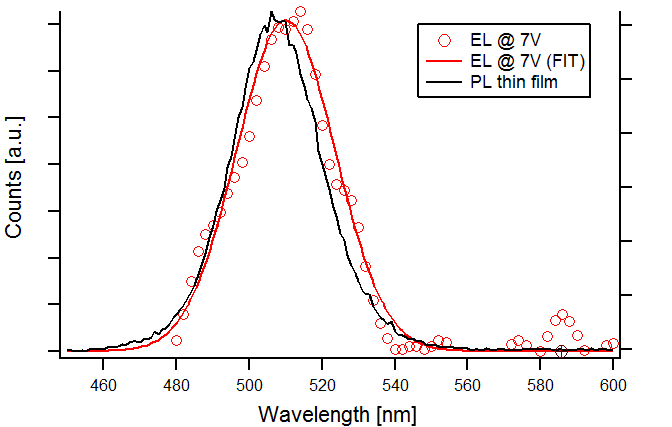 EL @ 7V
EL @ 7V (FIT)
PL thin film
Counts [a.u.]
460 480 500 520 540 560 580 600
Wavelength [nm]